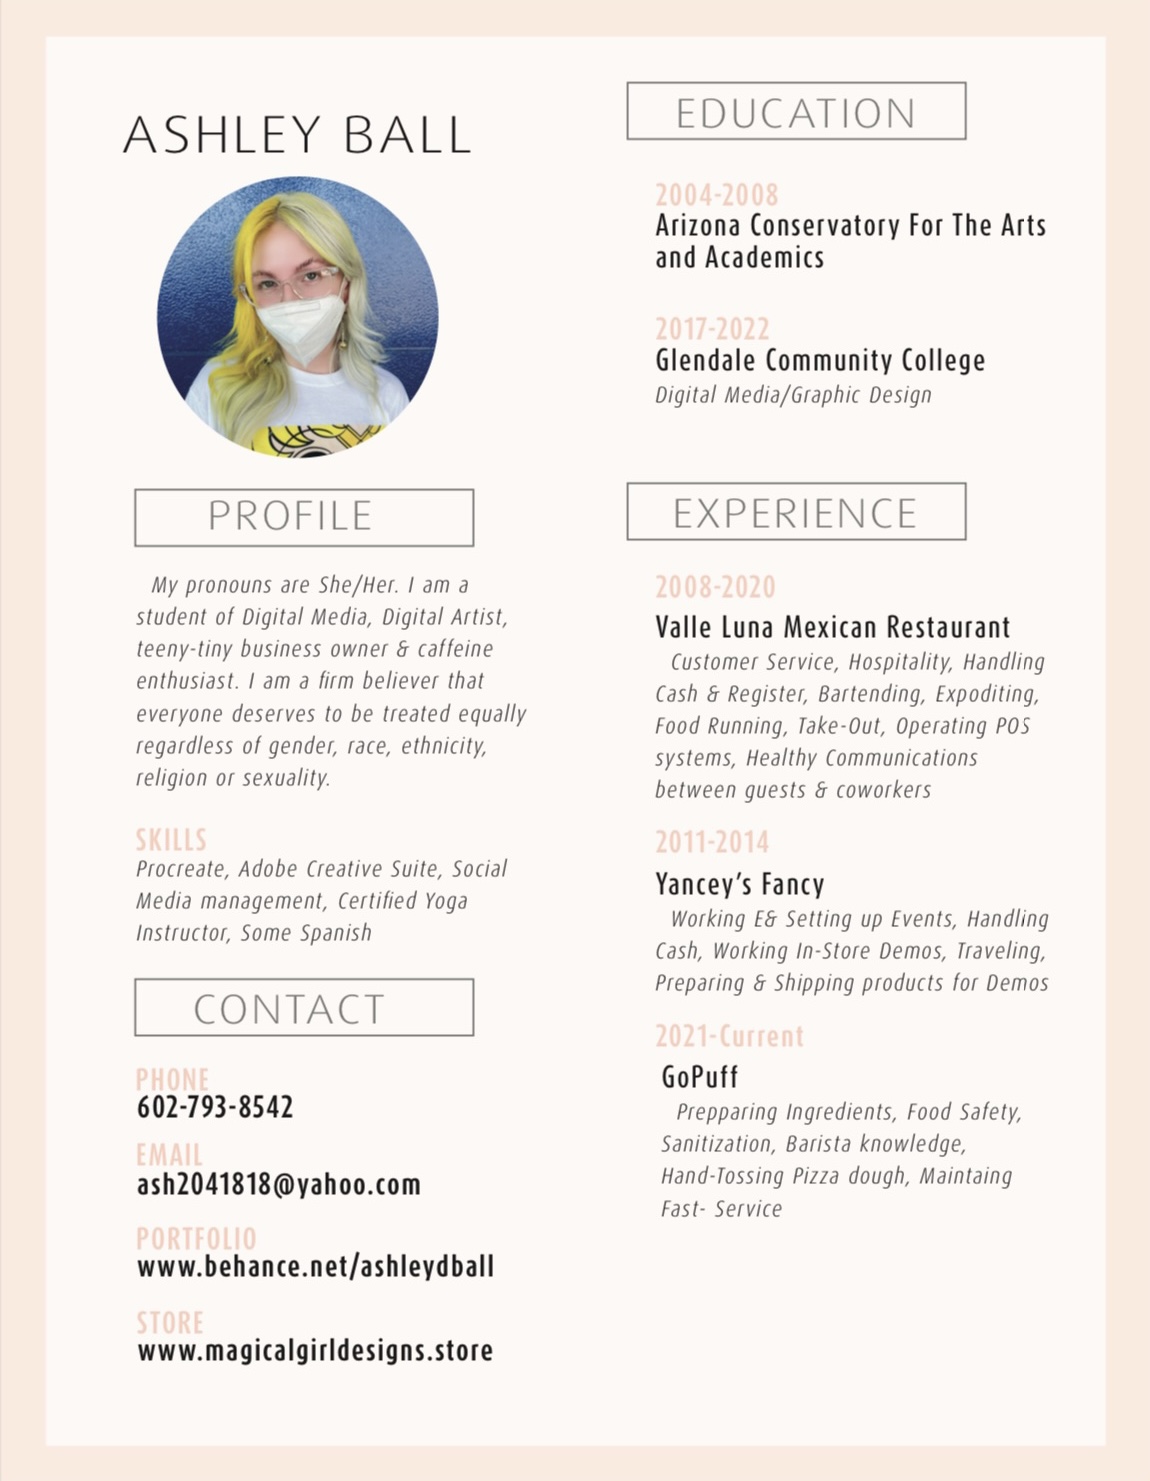 ASHLEY BALL
PROFILE
My pronouns are She/Her. I am a
student of Digital Media, Digital Artist,
teeny-tiny business owner & caffeine
enthusiast. I am a firm believer that
everyone deserves to be treated equally
regardless of gender, race, ethnicity,
religion or sexuality.
SKILLS
Procreate, Adobe Creative Suite, Social
Media management, Certified Yoga
Instructor, Some Spanish
CONTACT
PHONE
602-793-8542
EMAIL
ash2041818@yahoo.com
PORTFOLIO
www.behance.net/ashleydball
STORE
www.magicalgirldesigns.store
EDUCATION
2004-2008
Arizona Conservatory For The Arts
and Academics
2017-2022
Glendale Community College
Digital Media/Graphic Design
EXPERIENCE
2008-2020
Valle Luna Mexican Restaurant
Customer Service, Hospitality, Handling
Cash & Register, Bartending, Expoditing,
Food Running, Take-Out, Operating POS
systems, Healthy Communications
between guests & coworkers
2011-2014
Yancey's Fancy
Working E& Setting up Events, Handling
Cash, Working In-Store Demos, Traveling,
Preparing & Shipping products for Demos
2021-Current
GoPuff
Prepparing Ingredients, Food Safety,
Sanitization, Barista knowledge,
Hand-Tossing Pizza dough, Maintaing
Fast- Service